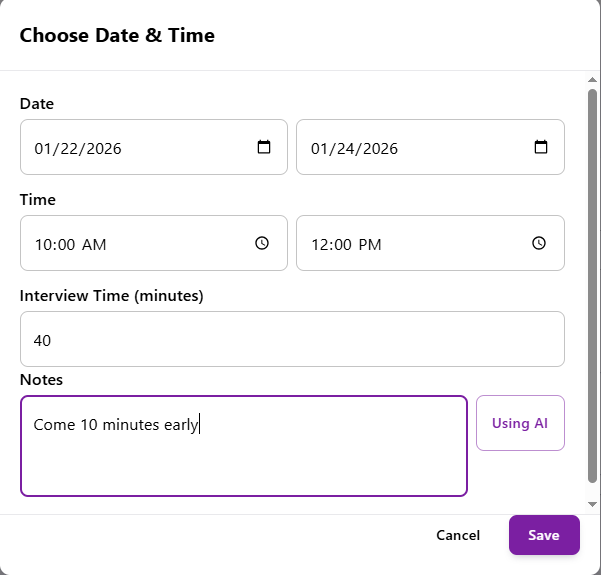 Choose Date & Time
Date
01/22/2026 01/24/2026
Time
10:00 AM 12:00 PM
Interview Time (minutes)
40
Notes
Come 10 minutes early
Using AI
Cancel Save